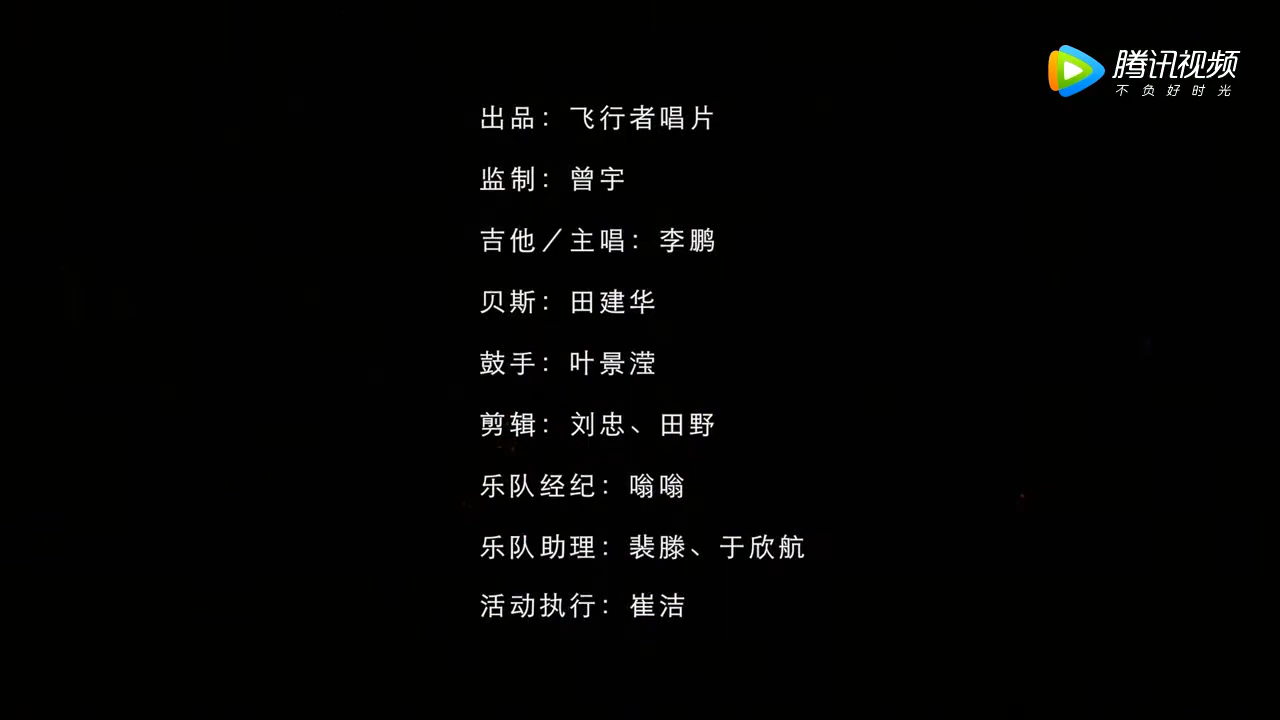 腾讯视频
不负好时光
出品：飞行者唱片
监制：曾宇
吉他／主唱：李鹏
贝斯：田建华
鼓手：叶景滢
剪辑：刘忠、田野
乐队经纪：嗡嗡
乐队助理：裴滕、于欣航
活动执行：崔洁